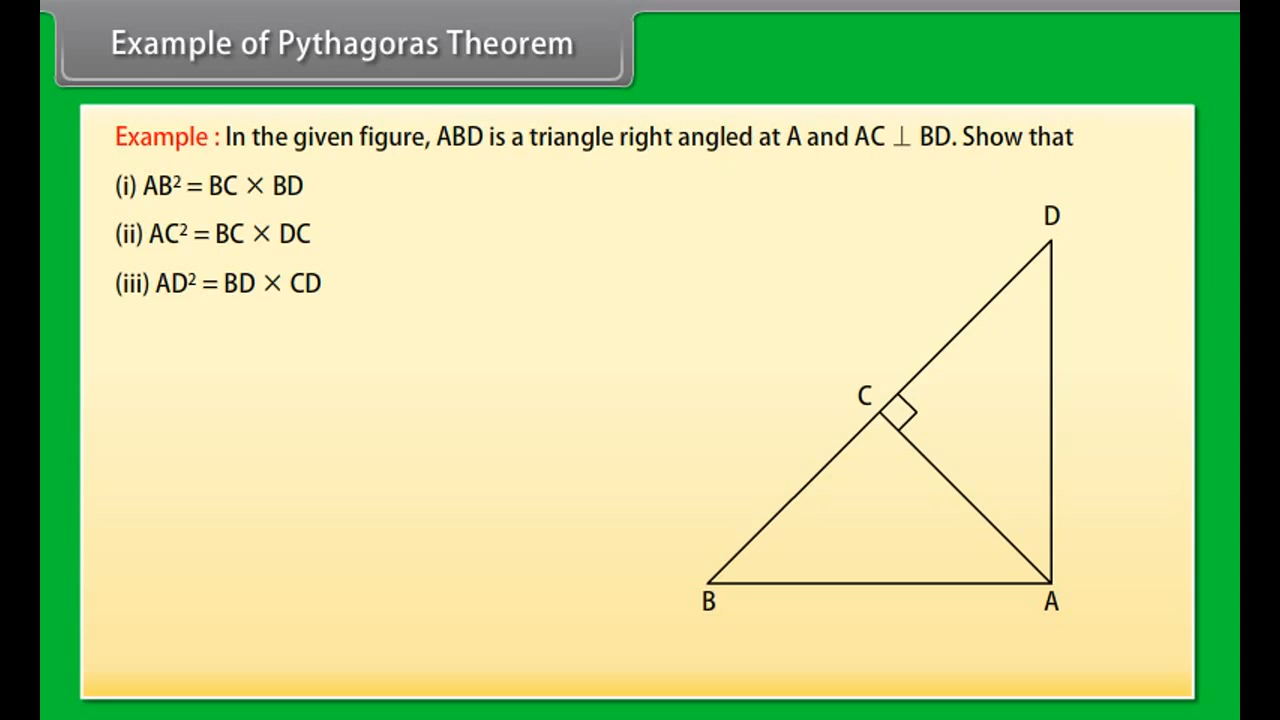 Example of Pythagoras Theorem
Example : In the given figure, ABD is a triangle right angled at A and AC ⊥ BD. Show that
(i) AB² = BC × BD
(ii) AC² = BC × DC
(iii) AD² = BD × CD
D
C
B
A